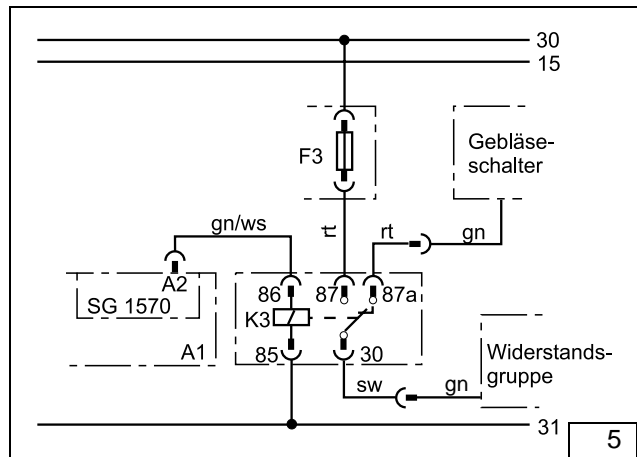 30
15
F3
Gebläse-
schalter
gn/ws
rt
rt
gn
A2
SG 1570
A1
86
87
87a
K3
85
30
sw
gn
Widerstands-
gruppe
31
5